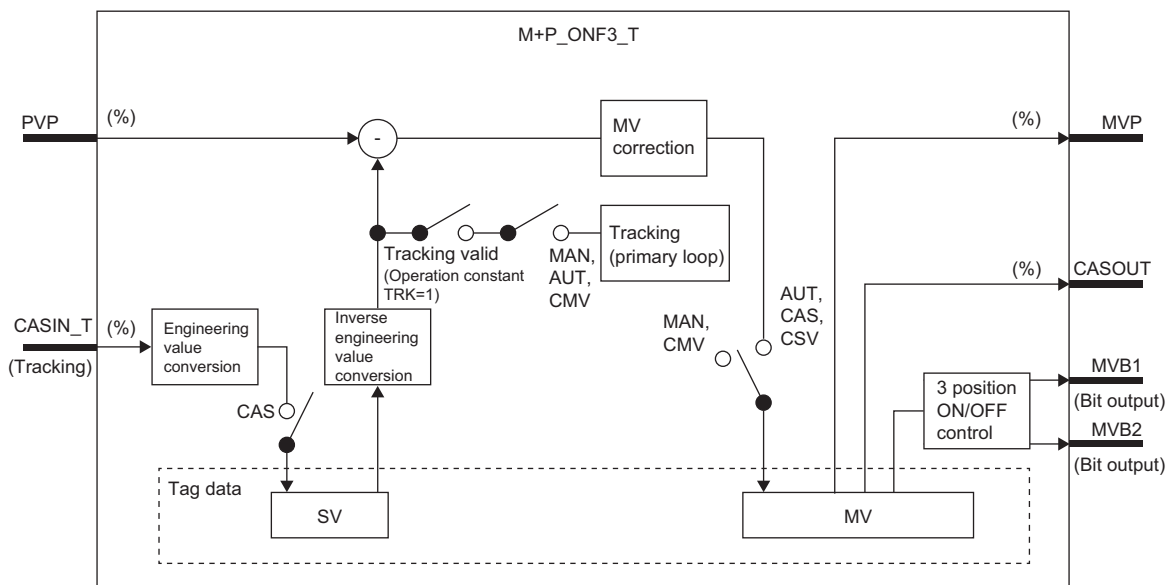 M+P_ONF3_T
PVP
(%)
-
MV
correction
(%)
MVP
Tracking valid
(Operation constant
TRK=1)
MAN,
AUT,
CMV
Tracking
(primary loop)
(%)
CASOUT
CASIN_T
(Tracking)
(%)
Engineering
value
conversion
Inverse
engineering
value
conversion
CAS
MAN,
CMV
AUT,
CAS,
CSV
3 position
ON/OFF
control
MVB1
(Bit output)
MVB2
(Bit output)
Tag data
SV
MV